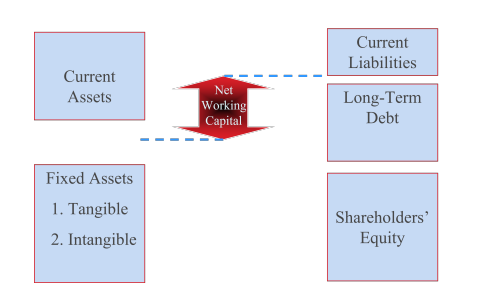 Current
Assets
Fixed Assets
1. Tangible
2. Intangible
Net
Working
Capital
Current
Liabilities
Long-Term
Debt
Shareholders’
Equity